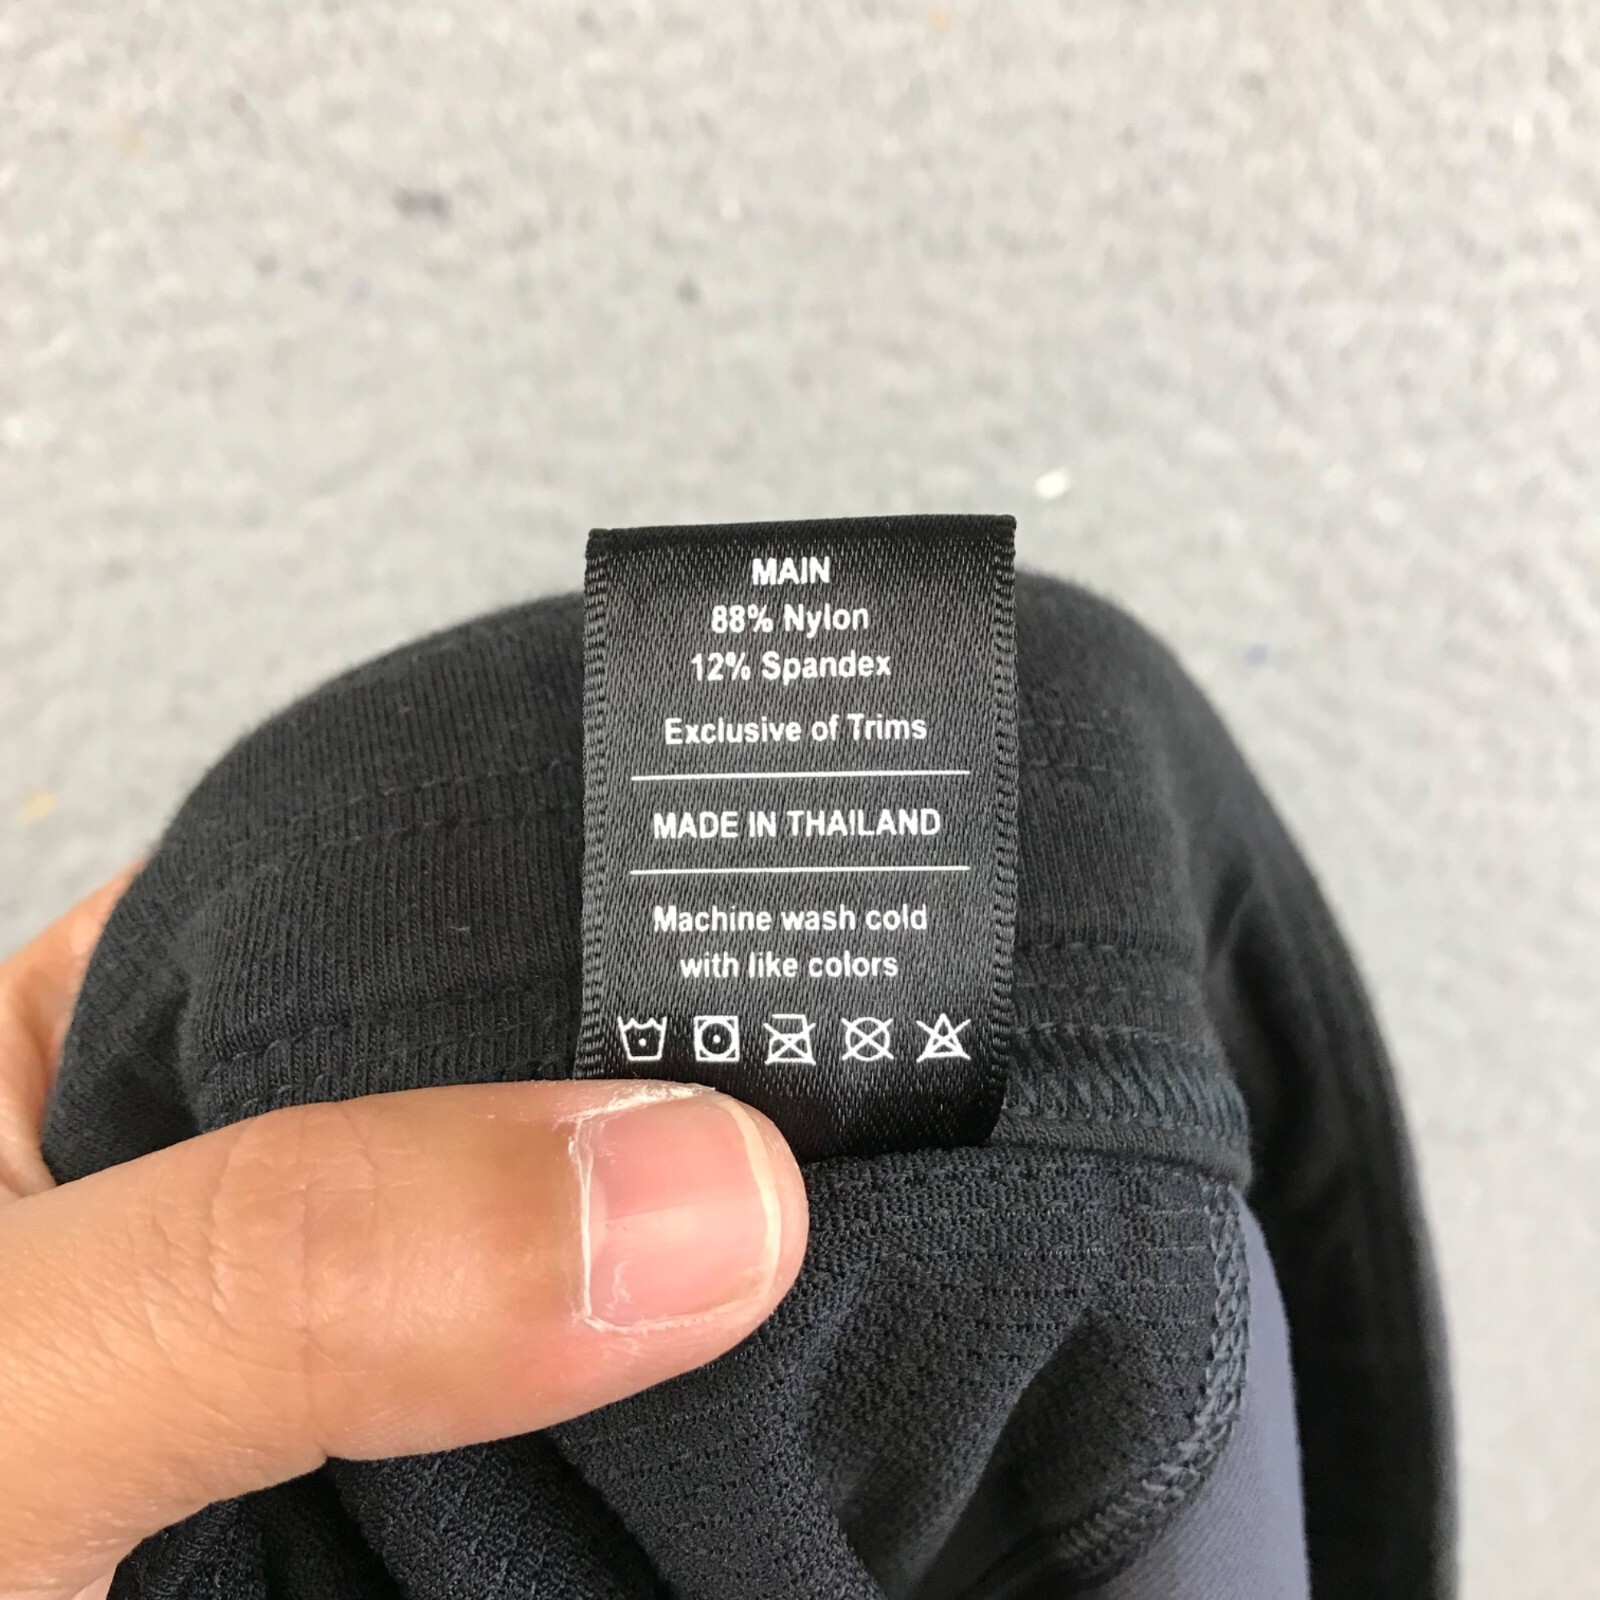 MAIN
88% Nylon
12% Spandex
Exclusive of Trims
MADE IN THAILAND
Machine wash cold
with like colors